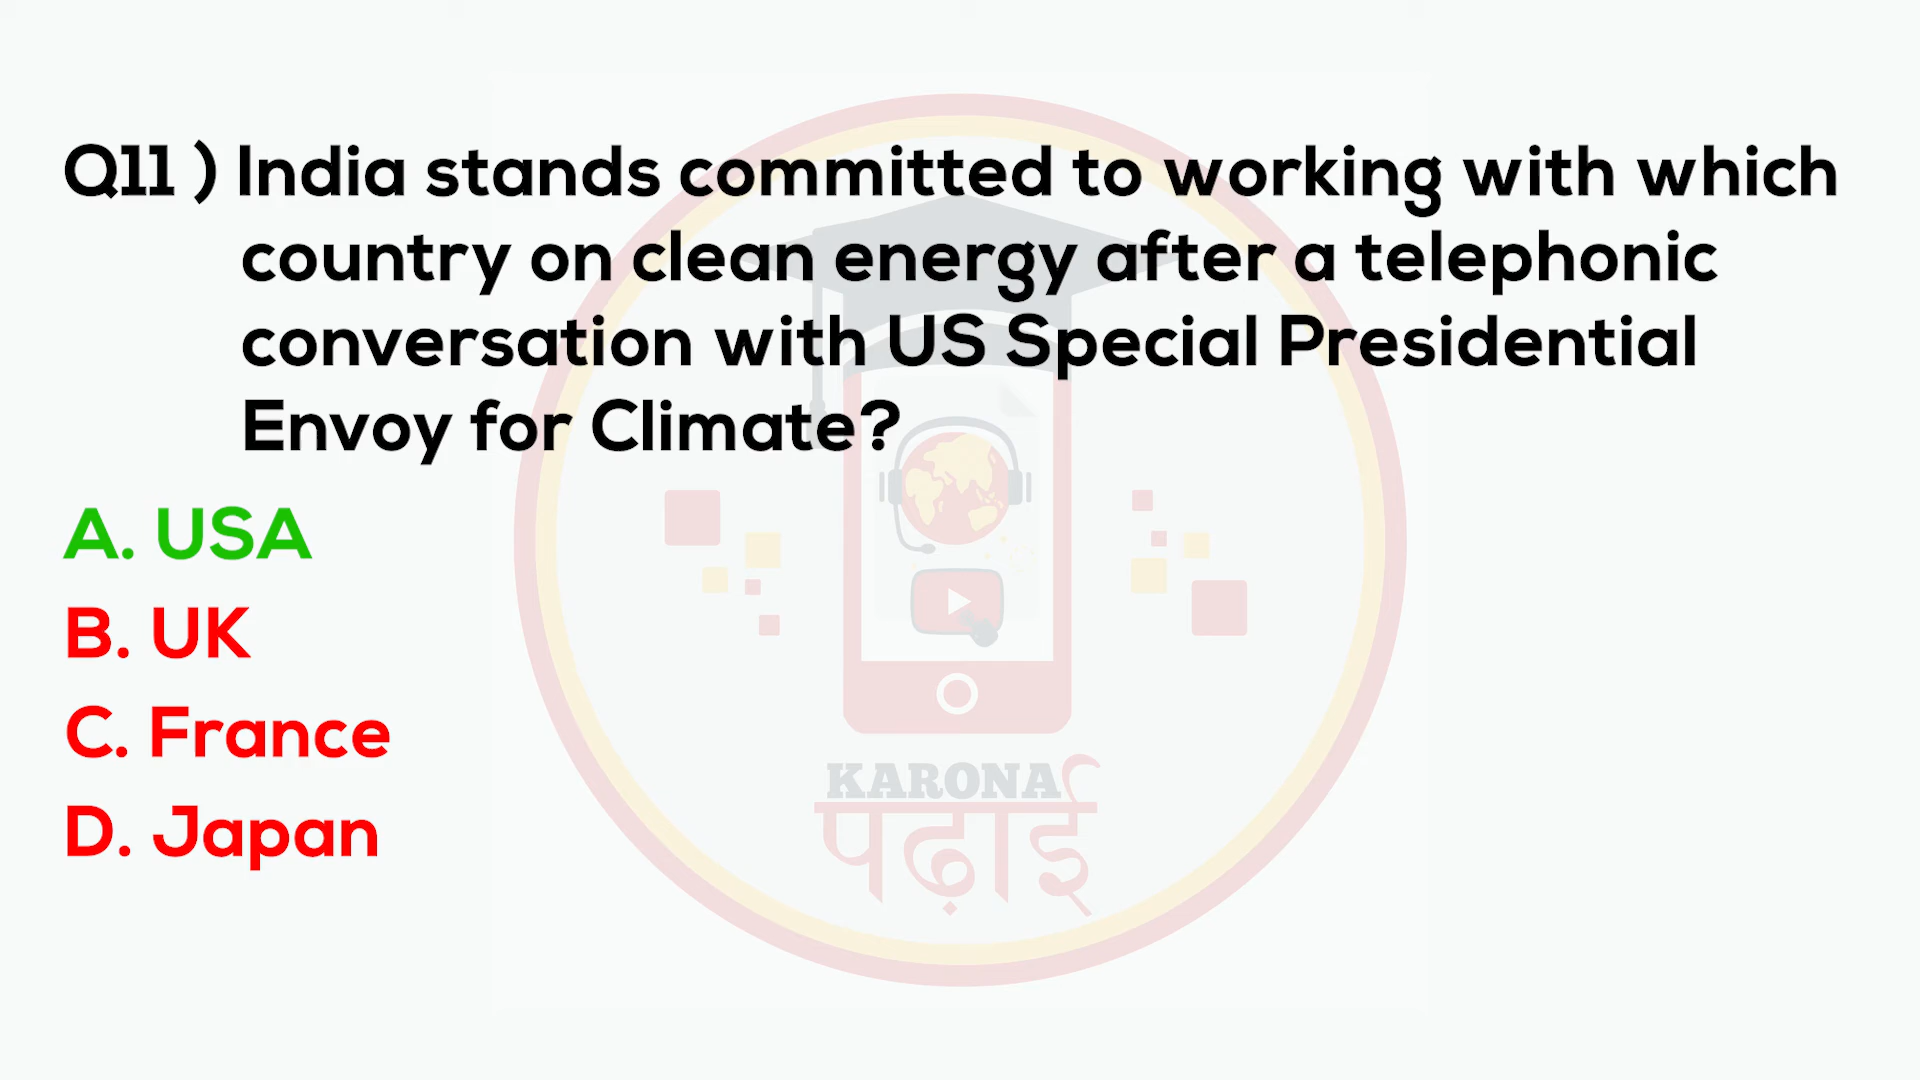 Q11 ) India stands committed to working with which
country on clean energy after a telephonic
conversation with US Special Presidential
Envoy for Climate?
A. USA
B. UK
C. France
D. Japan
KARONA
पढ़ाई